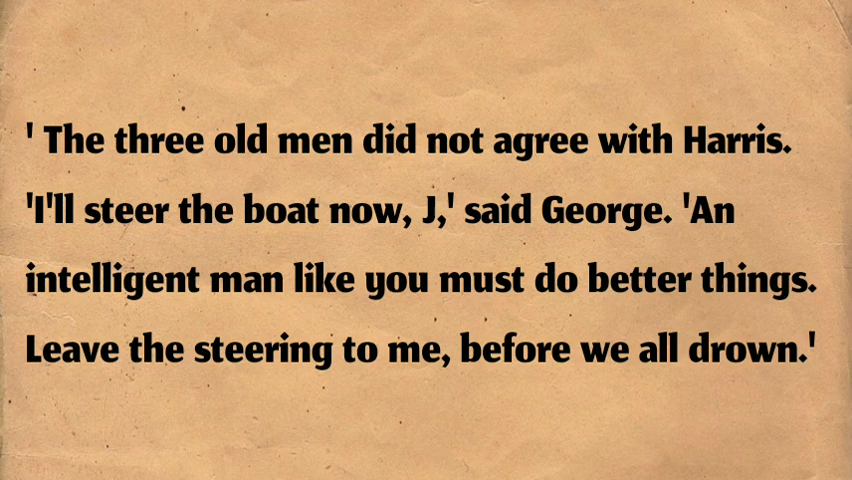 ' The three old men did not agree with Harris.
'I'll steer the boat now, J,' said George. 'An
intelligent man like you must do better things.
Leave the steering to me, before we all drown.'